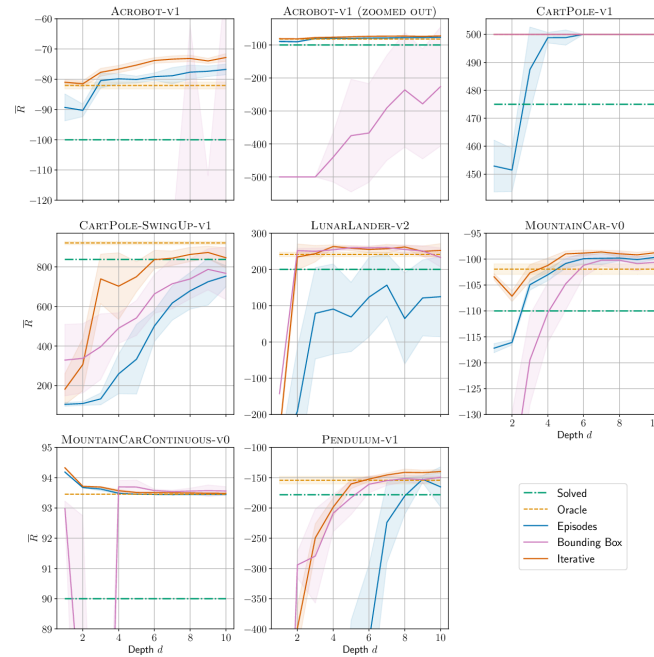 ACROBOT-V1
−60
−70
−80
−90
−100
−110
−120
R
ACROBOT-V1 (ZOOMED OUT)
−100
−200
−300
−400
−500
CARTPOLE-V1
500
490
480
470
460
450
CARTPOLE-SWINGUP-V1
800
600
400
200
R
LUNARLANDER-V2
300
200
100
0
−100
−200
MOUNTAINCAR-V0
−95
−100
−105
−110
−115
−120
−125
−130
2 4 6 8 10
Depth d
MOUNTAINCARCONTINUOUS-V0
95
94
93
92
91
90
89
R
2 4 6 8 10
Depth d
PENDULUM-V1
−100
−150
−200
−250
−300
−350
−400
2 4 6 8 10
Depth d
Solved
Oracle
Episodes
Bounding Box
Iterative